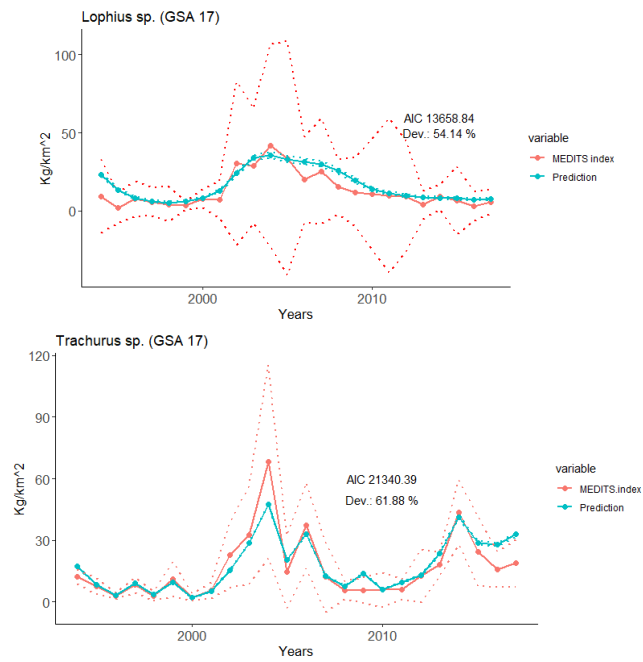 Lophius sp. (GSA 17)
100
50
0
Kg/km^2
AIC 13658.84
Dev.: 54.14 %
variable
MEDITS index
Prediction
2000
2010
Years
Trachurus sp. (GSA 17)
120
90
60
30
0
Kg/km^2
AIC 21340.39
Dev.: 61.88 %
variable
MEDITS.index
Prediction
2000
2010
Years